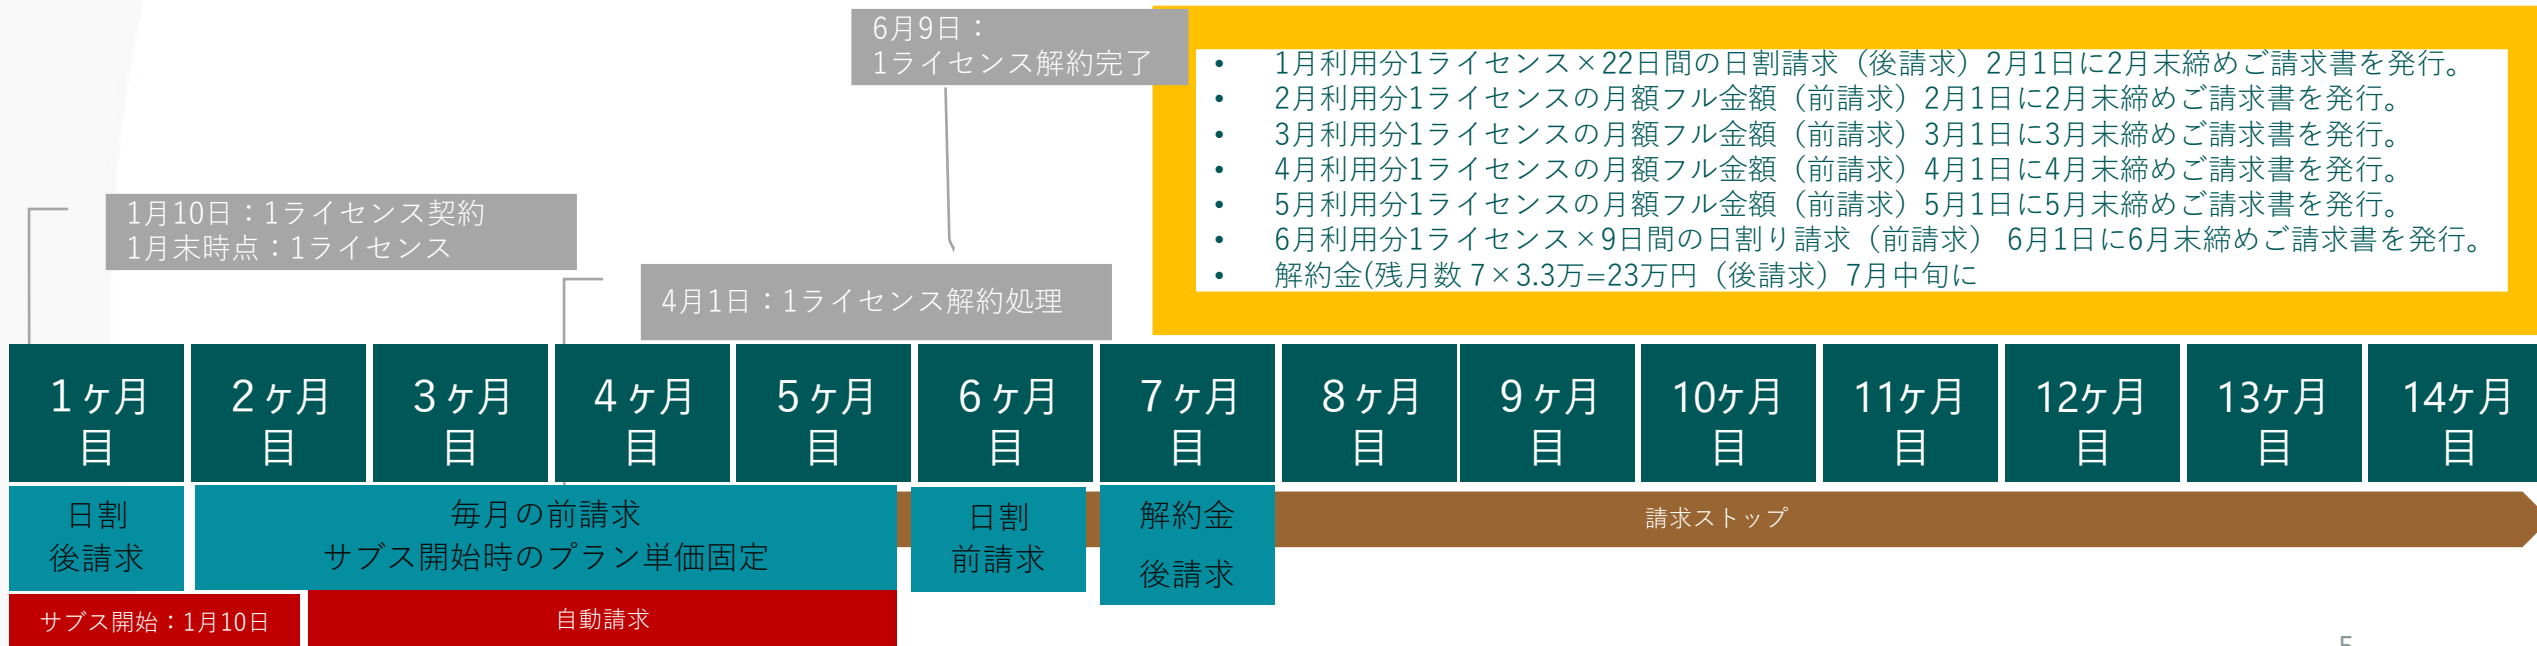 6月9日：
1ライセンス解約完了
• 1月利用分1ライセンス×22日間の日割請求（後請求）2月1日に2月末締めご請求書を発行。
• 2月利用分1ライセンスの月額フル金額（前請求）2月1日に2月末締めご請求書を発行。
• 3月利用分1ライセンスの月額フル金額（前請求）3月1日に3月末締めご請求書を発行。
• 4月利用分1ライセンスの月額フル金額（前請求）4月1日に4月末締めご請求書を発行。
• 5月利用分1ライセンスの月額フル金額（前請求）5月1日に5月末締めご請求書を発行。
• 6月利用分1ライセンス×9日間の日割り請求（前請求） 6月1日に6月末締めご請求書を発行。
• 解約金(残月数 7×3.3万=23万円（後請求）7月中旬に
1月10日：1ライセンス契約
1月末時点：1ライセンス
4月1日：1ライセンス解約処理
1ヶ月
目
2ヶ月
目
3ヶ月
目
4ヶ月
目
5ヶ月
目
6ヶ月
目
7ヶ月
目
8ヶ月
目
9ヶ月
目
10ヶ月
目
11ヶ月
目
12ヶ月
目
13ヶ月
目
14ヶ月
目
日割
後請求
毎月の前請求
サブス開始時のプラン単価固定
日割
前請求
解約金
後請求
請求ストップ
サブス開始：1月10日
自動請求
5